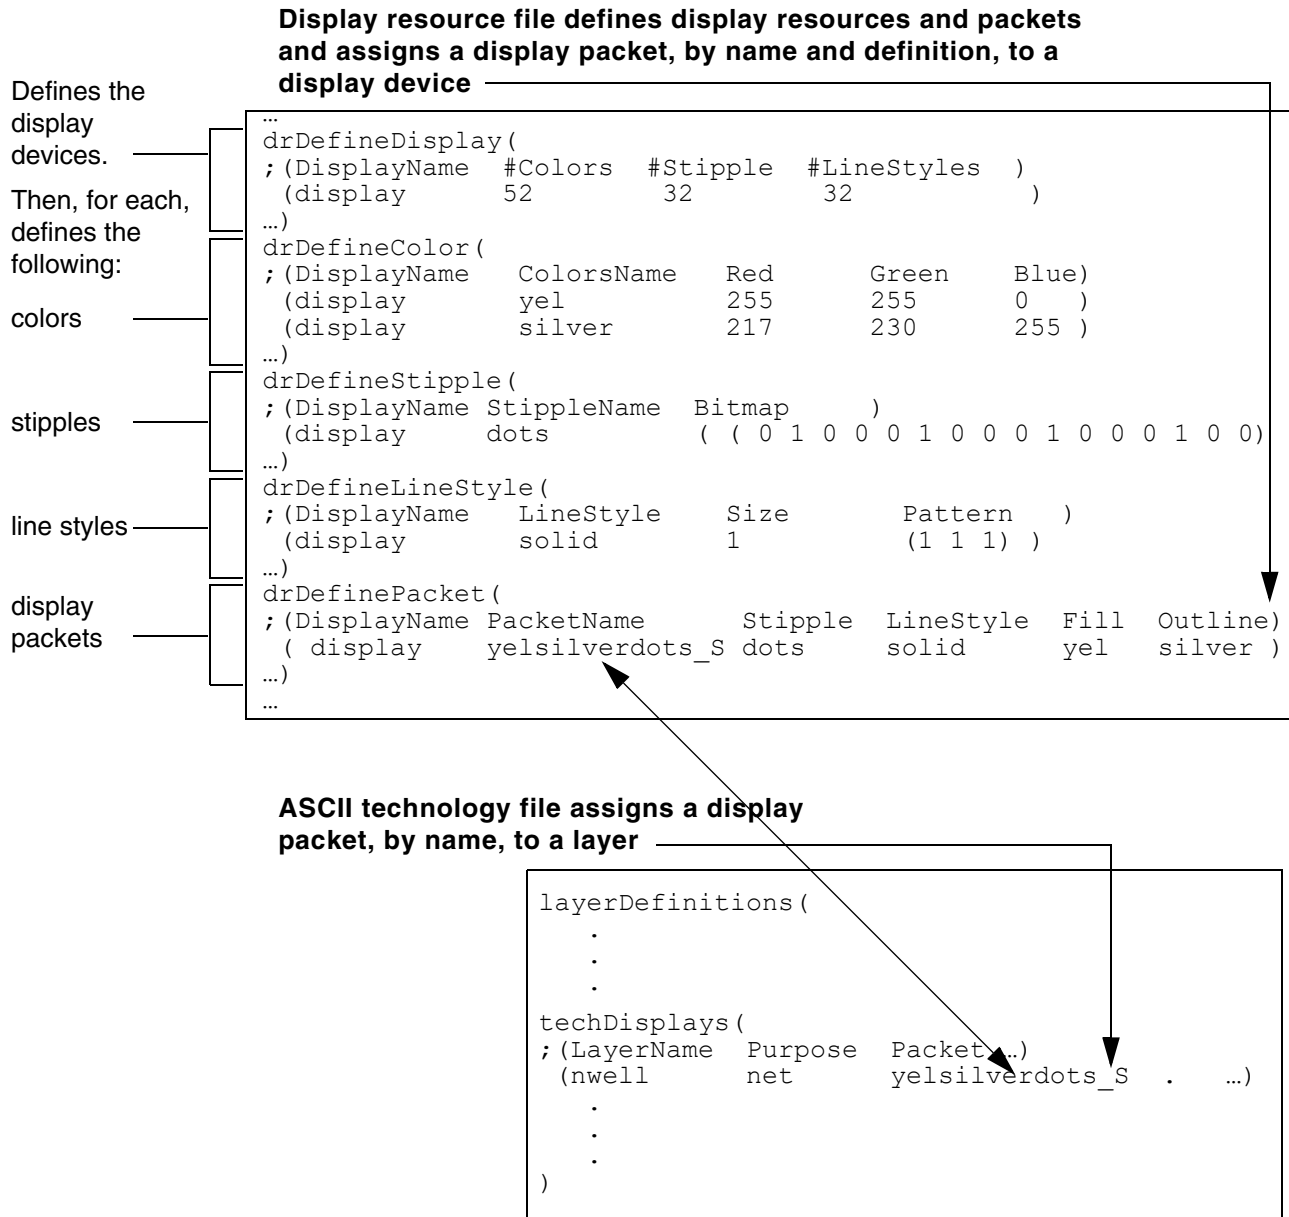 Display resource file defines display resources and packets
and assigns a display packet, by name and definition, to a
display device
Defines the
display
devices.
Then, for each,
defines the
following:
colors
stipples
line styles
display
packets
…
drDefineDisplay(
;(DisplayName #Colors #Stipple #LineStyles )
(display 52 32 32 )
…)
drDefineColor(
;(DisplayName ColorsName Red Green Blue)
(display yel 255 255 0 )
(display silver 217 230 255 )
…)
drDefineStipple(
;(DisplayName StippleName Bitmap )
(display dots ( ( 0 1 0 0 0 1 0 0 0 1 0 0 0 1 0 0)
…)
drDefineLineStyle(
;(DisplayName LineStyle Size Pattern )
(display solid 1 (1 1 1) )
…)
drDefinePacket(
;(DisplayName PacketName Stipple LineStyle Fill Outline)
( display yelsilverdots_S dots solid yel silver )
…)
…
ASCII technology file assigns a display
packet, by name, to a layer
layerDefinitions(
.
.
.
techDisplays(
;(LayerName Purpose Packet …)
(nwell net yelsilverdots_S . …)
.
.
.
)